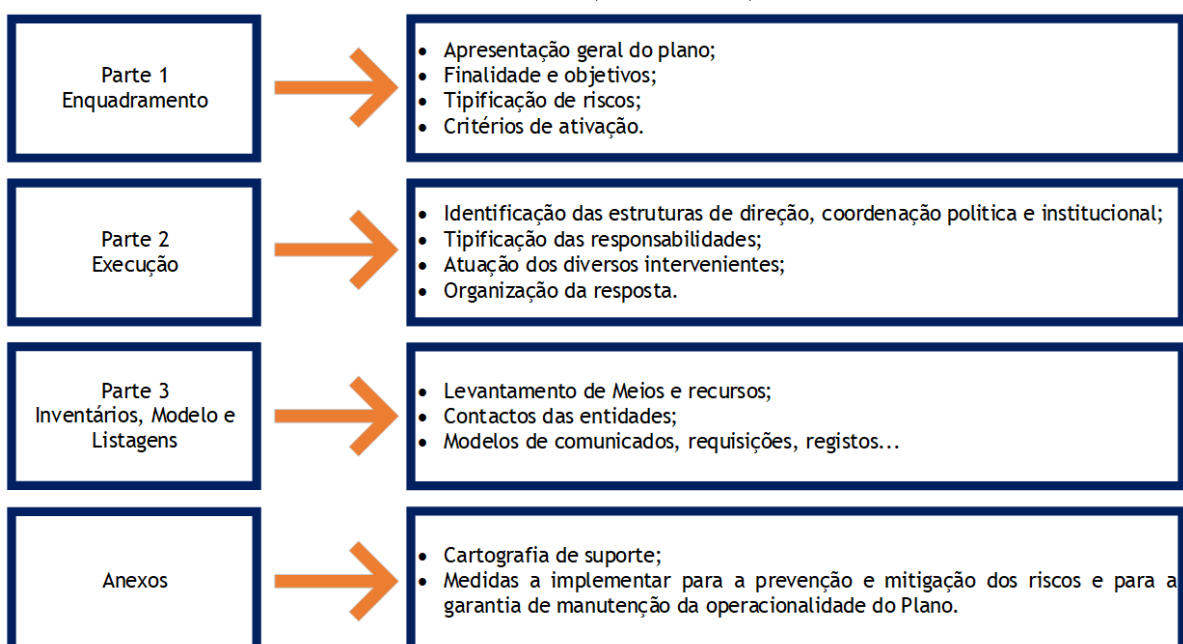 Parte 1
Enquadramento
• Apresentação geral do plano;
• Finalidade e objetivos;
• Tipificação de riscos;
• Critérios de ativação.
Parte 2
Execução
• Identificação das estruturas de direção, coordenação politica e institucional;
• Tipificação das responsabilidades;
• Atuação dos diversos intervenientes;
• Organização da resposta.
Parte 3
Inventários, Modelo e
Listagens
• Levantamento de Meios e recursos;
• Contactos das entidades;
• Modelos de comunicados, requisições, registos...
Anexos
• Cartografia de suporte;
• Medidas a implementar para a prevenção e mitigação dos riscos e para a
garantia de manutenção da operacionalidade do Plano.